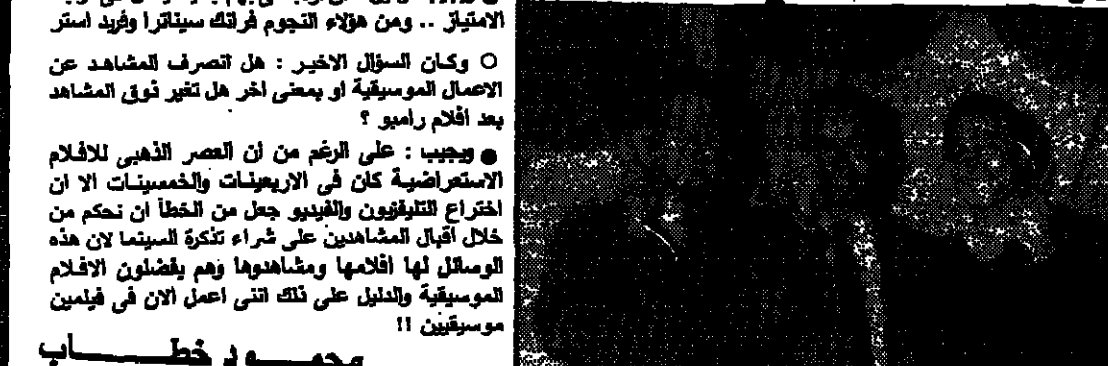 الامتياز .. ومن هؤلاء النجوم فرانك سيناترا وفريد استر
○ وكان السؤال الاخير : هل انصرف المشاهد عن
الاعمال الموسيقية او بمعنى اخر هل تغير ذوق المشاهد
بعد افلام رامبو ؟
● ويجيب : على الرغم من ان العصر الذهبى للافلام
الاستعراضية كان فى الاربعينات والخمسينات الا ان
اختراع التليفزيون والفيديو جعل من الخطأ ان نحكم من
خلال اقبال المشاهدين على شراء تذكرة السينما لان هذه
الوسائل لها افلامها ومشاهدوها وهم يفضلون الافلام
الموسيقية والدليل على ذلك اننى اعمل الان فى فيلمين
موسيقيين !!
محمود خطاب